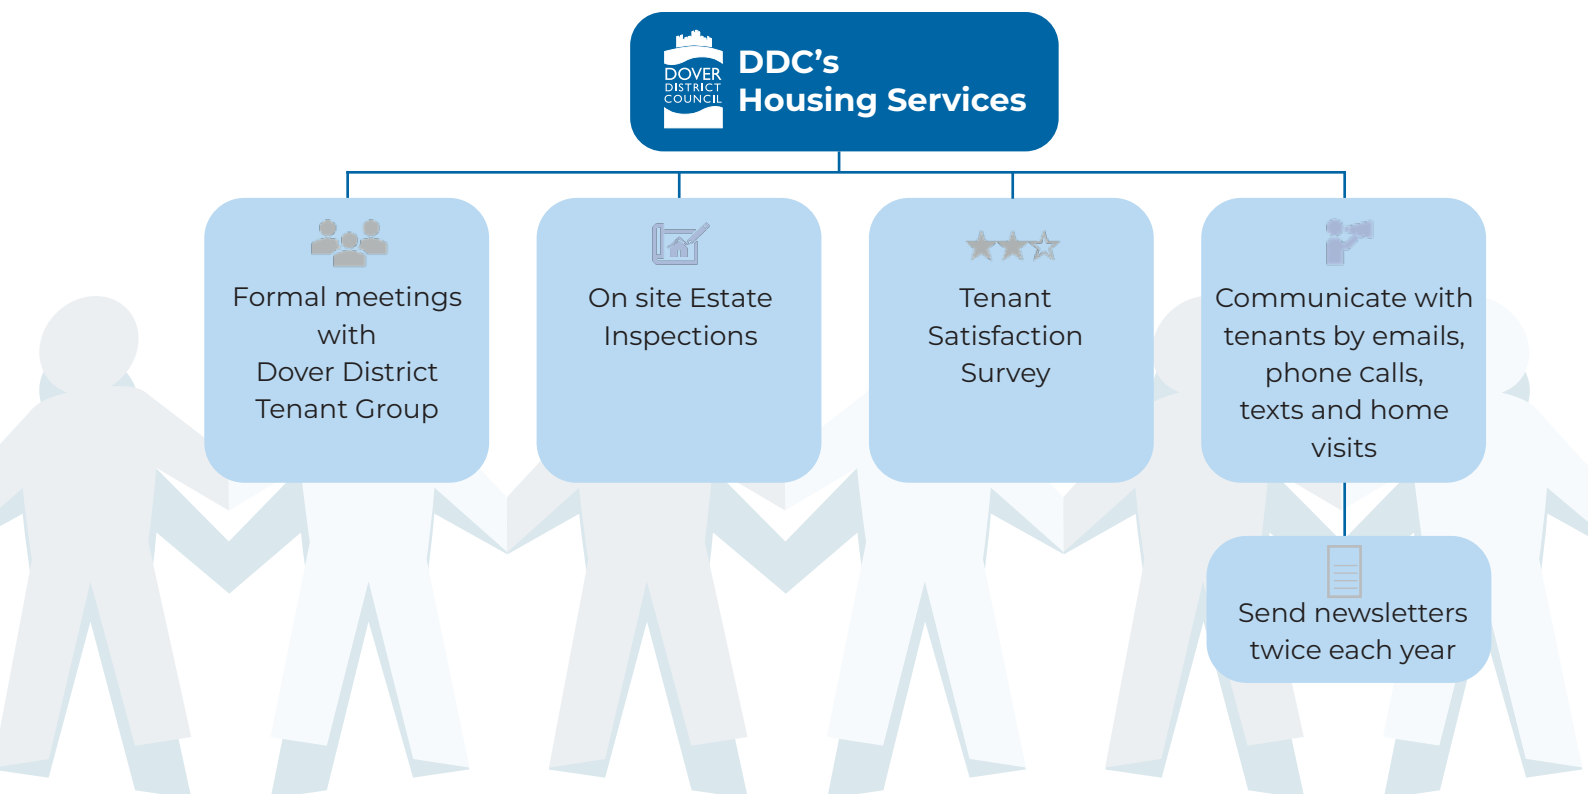 DOVER
DISTRICT
COUNCIL
DDC's
Housing Services
Formal meetings
with
Dover District
Tenant Group
On site Estate
Inspections
Tenant
Satisfaction
Survey
Communicate with
tenants by emails,
phone calls,
texts and home
visits
Send newsletters
twice each year